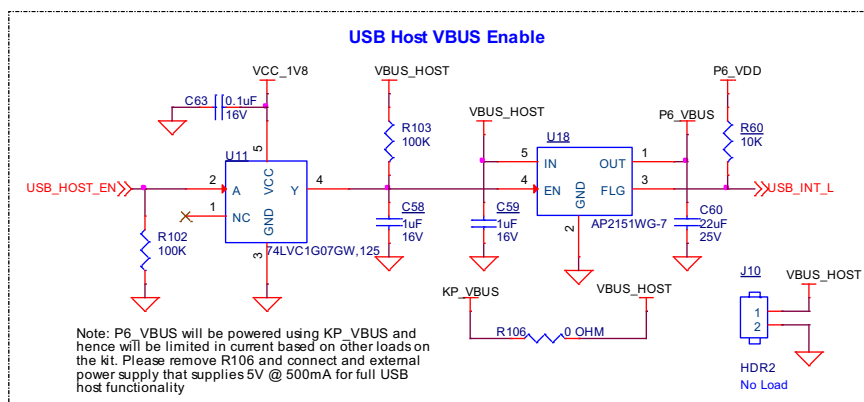 USB Host VBUS Enable
VCC_1V8
VBUS_HOST
P6_VDD
C63
0.1uF
16V
VBUS_HOST
P6_VBUS
R103
100K
R60
10K
U11
U18
5
VCC
5
IN
OUT
1
USB_HOST_EN
2
A
Y
4
4
EN
FLG
3
USB_INT_L
1
NC
GND
GND
C58
1uF
16V
C59
1uF
16V
C60
22uF
25V
R102
100K
3
74LVC1G07GW,125
2
AP2151WG-7
J10
VBUS_HOST
KP_VBUS
VBUS_HOST
1
2
R106
0 OHM
Note: P6_VBUS will be powered using KP_VBUS and
hence will be limited in current based on other loads on
the kit. Please remove R106 and connect and external
power supply that supplies 5V @ 500mA for full USB
host functionality
HDR2
No Load